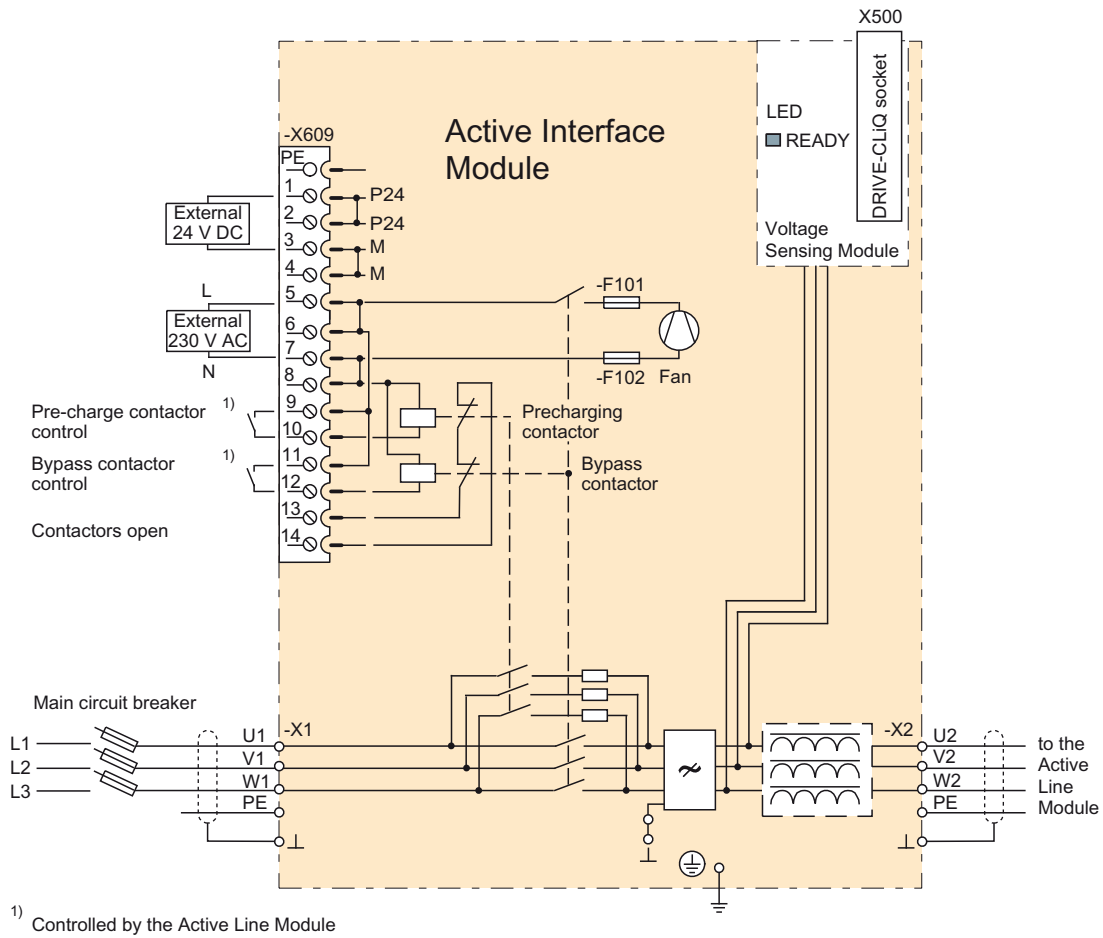 X500
DRIVE-CLiQ socket
LED
READY
Voltage
Sensing Module
Active Interface
Module
-X609
PE
1
P24
External
24 V DC
2
P24
3
M
4
M
L
5
-F101
External
230 V AC
6
7
N
-F102
Fan
8
Pre-charge contactor
control
1)
9
10
Precharging
contactor
Bypass contactor
control
1)
11
12
Bypass
contactor
13
Contactors open
14
Main circuit breaker
-X1
-X2
L1
U1
U2
L2
V1
V2
L3
W1
W2
PE
PE
to the
Active
Line
Module
1) Controlled by the Active Line Module